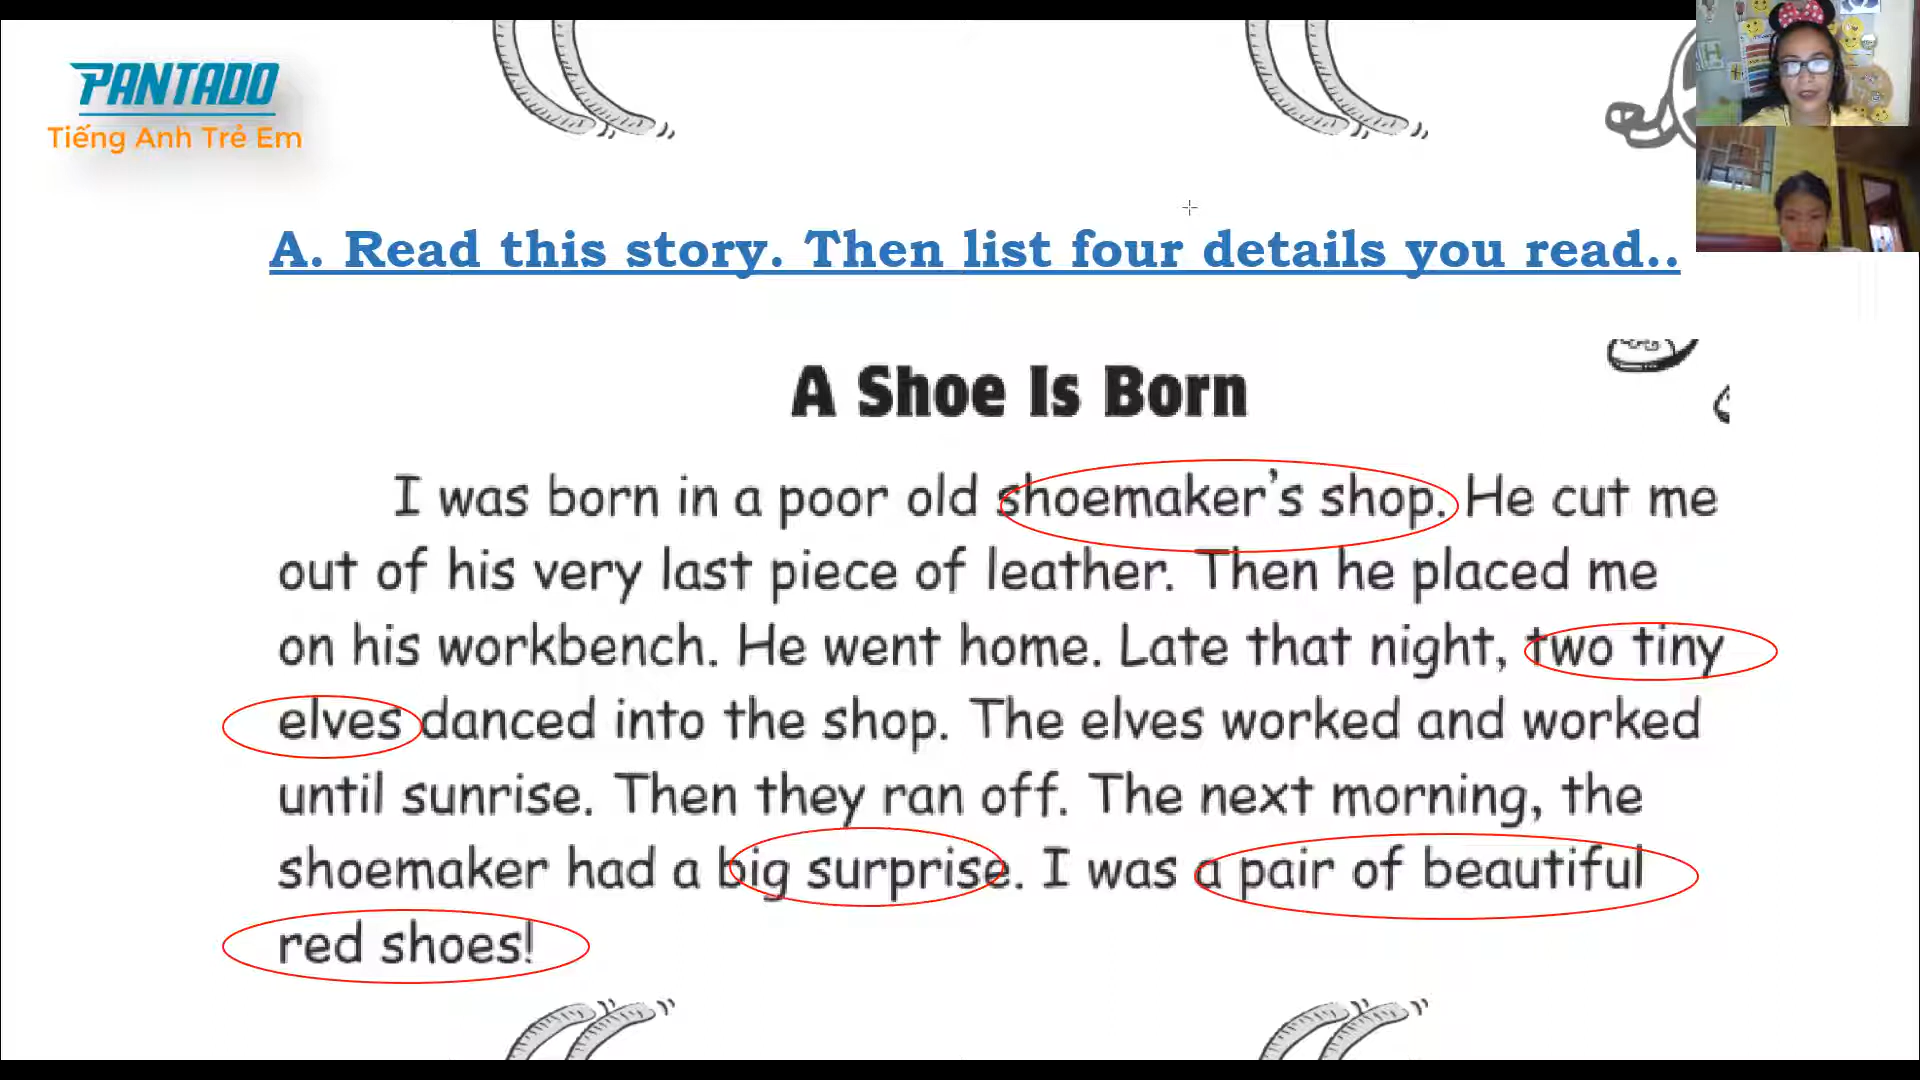 PANTADO
Tiếng Anh Trẻ Em
A. Read this story. Then list four details you read..
A Shoe Is Born
I was born in a poor old shoemaker's shop. He cut me
out of his very last piece of leather. Then he placed me
on his workbench. He went home. Late that night, two tiny
elves danced into the shop. The elves worked and worked
until sunrise. Then they ran off. The next morning, the
shoemaker had a big surprise. I was a pair of beautiful
red shoes!